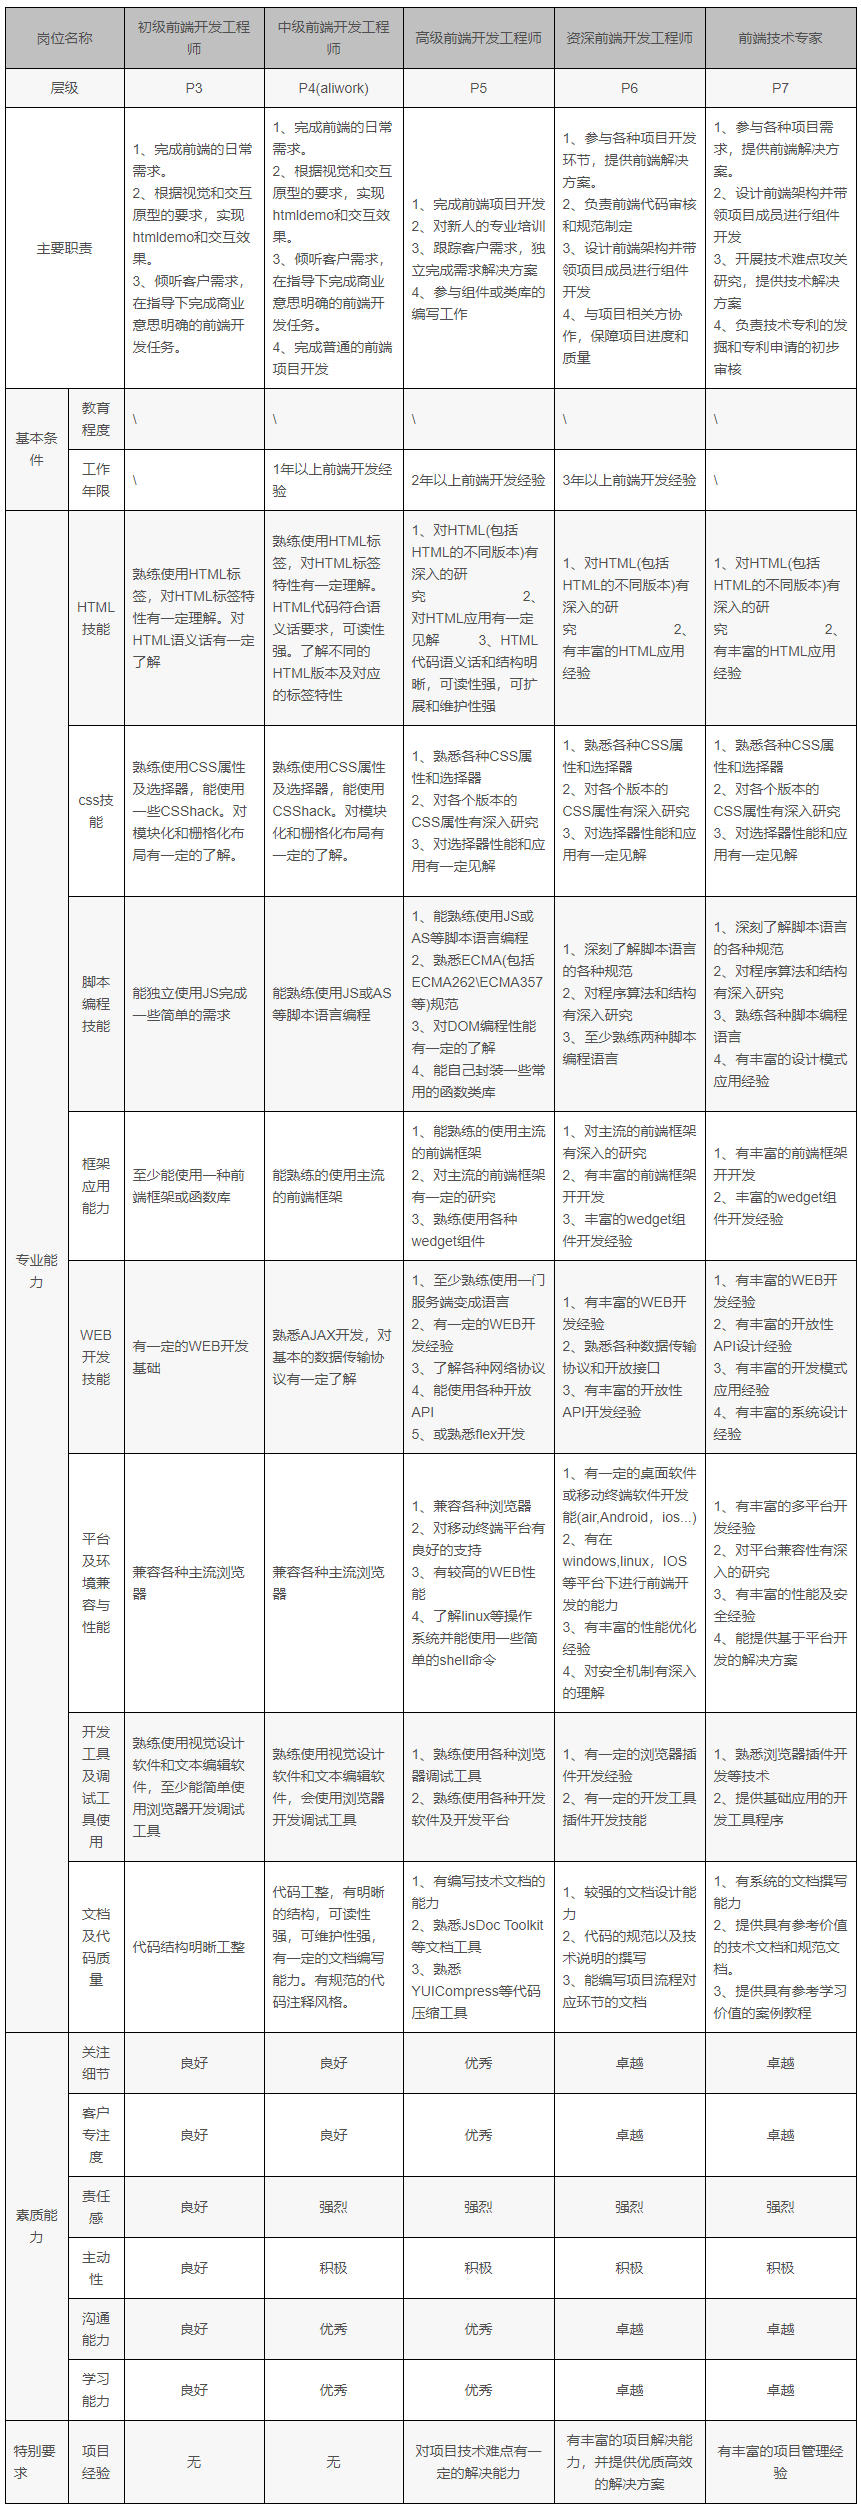 岗位名称
初级前端开发工程
师
中级前端开发工程
师
高级前端开发工程师
资深前端开发工程师
前端技术专家
层级
P3
P4(aliwork)
P5
P6
P7
主要职责
1、完成前端的日常
需求。
2、根据视觉和交互
原型的要求，实现
htmldemo和交互效
果。
3、倾听客户需求，
在指导下完成商业
意思明确的前端开
发任务。
1、完成前端的日常
需求。
2、根据视觉和交互
原型的要求，实现
htmldemo和交互效
果。
3、倾听客户需求，
在指导下完成商业
意思明确的前端开
发任务。
4、完成普通的前端
项目开发
1、完成前端项目开发
2、对新人的专业培训
3、跟踪客户需求，独
立完成需求解决方案
4、参与组件或类库的
编写工作
1、参与各种项目开发
环节，提供前端解决
方案。
2、负责前端代码审核
和规范制定
3、设计前端架构并带
领项目成员进行组件
开发
4、与项目相关方协
作，保障项目进度和
质量
1、参与各种项目需
求，提供前端解决方
案。
2、设计前端架构并带
领项目成员进行组件
开发
3、开展技术难点攻关
研究，提供技术解决
方案
4、负责技术专利的发
掘和专利申请的初步
审核
基本条
件
教育
程度
\
\
\
\
\
工作
年限
\
1年以上前端开发经
验
2年以上前端开发经验
3年以上前端开发经验
\
专业能
力
HTML
技能
熟练使用HTML标
签，对HTML标签特
性有一定理解。对
HTML语义话有一定
了解
熟练使用HTML标
签，对HTML标签
特性有一定理解。
HTML代码符合语
义话要求，可读性
强。了解不同的
HTML版本及对应
的标签特性
1、对HTML(包括
HTML的不同版本)有
深入的研
究 2、
对HTML应用有一定
见解 3、HTML
代码语义话和结构明
晰，可读性强，可扩
展和维护性强
1、对HTML(包括
HTML的不同版本)有
深入的研
究 2、
有丰富的HTML应用
经验
1、对HTML(包括
HTML的不同版本)有
深入的研
究 2、
有丰富的HTML应用
经验
css技
能
熟练使用CSS属性
及选择器，能使用
一些CSShack。对
模块化和栅格化布
局有一定的了解。
熟练使用CSS属性
及选择器，能使用
CSShack。对模块
化和栅格化布局有
一定的了解。
1、熟悉各种CSS属
性和选择器
2、对各个版本的
CSS属性有深入研究
3、对选择器性能和应
用有一定见解
1、熟悉各种CSS属
性和选择器
2、对各个版本的
CSS属性有深入研究
3、对选择器性能和应
用有一定见解
1、熟悉各种CSS属
性和选择器
2、对各个版本的
CSS属性有深入研究
3、对选择器性能和应
用有一定见解
脚本
编程
技能
能独立使用JS完成
一些简单的需求
能熟练使用JS或AS
等脚本语言编程
1、能熟练使用JS或
AS等脚本语言编程
2、熟悉ECMA(包括
ECMA262\ECMA357
等)规范
3、对DOM编程性能
有一定的了解
4、能自己封装一些常
用的函数类库
1、深刻了解脚本语言
的各种规范
2、对程序算法和结构
有深入研究
3、至少熟练两种脚本
编程语言
1、深刻了解脚本语言
的各种规范
2、对程序算法和结构
有深入研究
3、熟练各种脚本编程
语言
4、有丰富的设计模式
应用经验
框架
应用
能力
至少能使用一种前
端框架或函数库
能熟练的使用主流
的前端框架
1、能熟练的使用主流
的前端框架
2、对主流的前端框架
有一定的研究
3、熟练使用各种
wedget组件
1、对主流的前端框架
有深入的研究
2、有丰富的前端框架
开开发
3、丰富的wedget组
件开发经验
1、有丰富的前端框架
开开发
2、丰富的wedget组
件开发经验
WEB
开发
技能
有一定的WEB开发
基础
熟悉AJAX开发，对
基本的数据传输协
议有一定了解
1、至少熟练使用一门
服务端变成语言
2、有一定的WEB开
发经验
3、了解各种网络协议
4、能使用各种开放
API
5、或熟悉flex开发
1、有丰富的WEB开
发经验
2、熟悉各种数据传输
协议和开放接口
3、有丰富的开放性
API开发经验
1、有丰富的WEB开
发经验
2、有丰富的开放性
API设计经验
3、有丰富的开发模式
应用经验
4、有丰富的系统设计
经验
平台
及环
境兼
容与
性能
兼容各种主流浏览
器
兼容各种主流浏览
器
1、兼容各种浏览器
2、对移动终端平台有
良好的支持
3、有较高的WEB性
能
4、了解linux等操作
系统并能使用一些简
单的shell命令
1、有一定的桌面软件
或移动终端软件开发
能(air,Android，ios...)
2、有在
windows,linux，IOS
等平台下进行前端开
发的能力
3、有丰富的性能优化
经验
4、对安全机制有深入
的理解
1、有丰富的多平台开
发经验
2、对平台兼容性有深
入的研究
3、有丰富的性能及安
全经验
4、能提供基于平台开
发的解决方案
开发
工具
及调
试工
具使
用
熟练使用视觉设计
软件和文本编辑软
件，至少能简单使
用浏览器开发调试
工具
熟练使用视觉设计
软件和文本编辑软
件，会使用浏览器
开发调试工具
1、熟练使用各种浏览
器调试工具
2、熟练使用各种开发
软件及开发平台
1、有一定的浏览器插
件开发经验
2、有一定的开发工具
插件开发技能
1、熟悉浏览器插件开
发等技术
2、提供基础应用的开
发工具程序
文档
及代
码质
量
代码结构明晰工整
代码工整，有明晰
的结构，可读性
强，可维护性强，
有一定的文档编写
能力。有规范的代
码注释风格。
1、有编写技术文档的
能力
2、熟悉JsDoc Toolkit
等文档工具
3、熟悉
YUICompress等代码
压缩工具
1、较强的文档设计能
力
2、代码的规范以及技
术说明的撰写
3、能编写项目流程对
应环节的文档
1、有系统的文档撰写
能力
2、提供具有参考价值
的技术文档和规范文
档。
3、提供具有参考学习
价值的案例教程
素质能
力
关注
细节
良好
良好
优秀
卓越
卓越
客户
专注
度
良好
良好
优秀
卓越
卓越
责任
感
良好
强烈
强烈
强烈
强烈
主动
性
良好
积极
积极
积极
积极
沟通
能力
良好
优秀
优秀
卓越
卓越
学习
能力
良好
优秀
优秀
卓越
卓越
特别要
求
项目
经验
无
无
对项目技术难点有一
定的解决能力
有丰富的项目解决能
力，并提供优质高效
的解决方案
有丰富的项目管理经
验